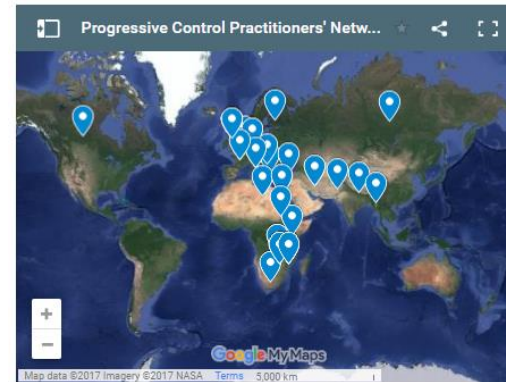 Progressive Control Practitioners' Netw...
+
−
Google My Maps
Map data ©2017 Imagery ©2017 NASA Terms 5,000 km